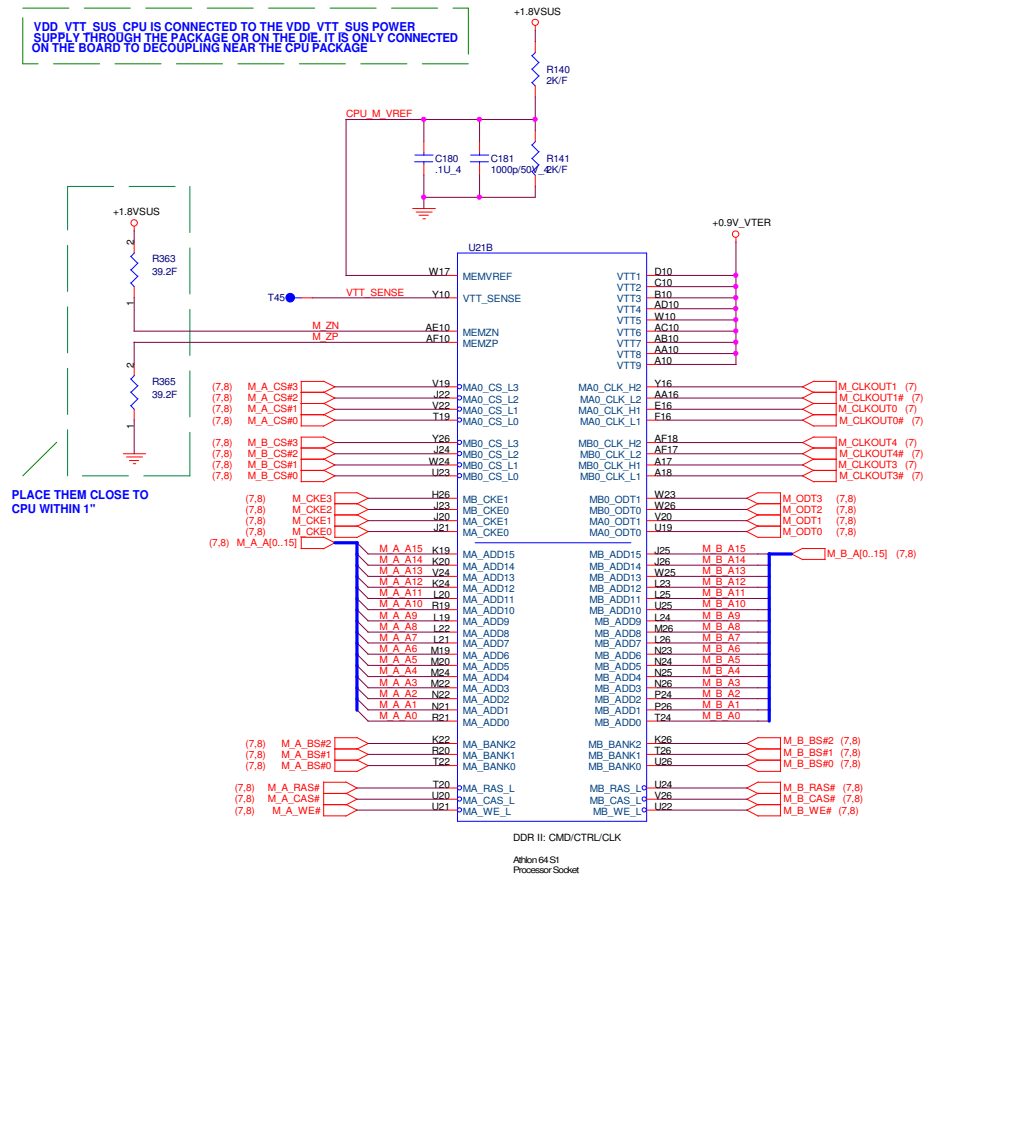 VDD_VTT_SUS_CPU IS CONNECTED TO THE VDD_VTT_SUS POWER
SUPPLY THROUGH THE PACKAGE OR ON THE DIE. IT IS ONLY CONNECTED
ON THE BOARD TO DECOUPLING NEAR THE CPU PACKAGE
+1.8VSUS
R140
2K/F
CPU_M_VREF
C180
.1U_4
C181
1000p/50V_4
R141
2K/F
+1.8VSUS
2
R363
39.2F
1
2
R365
39.2F
1
PLACE THEM CLOSE TO
CPU WITHIN 1"
+0.9V_VTER
U21B
W17 MEMVREF
T45 VTT_SENSE Y10 VTT_SENSE
M_ZN AE10 MEMZN
M_ZP AF10 MEMZP
VTT1 D10
VTT2 C10
VTT3 B10
VTT4 AD10
VTT5 W10
VTT6 AC10
VTT7 AB10
VTT8 AA10
VTT9 A10
(7,8) M_A_CS#3 V19 MA0_CS_L3 MA0_CLK_H2 Y16 M_CLKOUT1 (7)
(7,8) M_A_CS#2 J22 MA0_CS_L2 MA0_CLK_L2 AA16 M_CLKOUT1# (7)
(7,8) M_A_CS#1 V22 MA0_CS_L1 MA0_CLK_H1 E16 M_CLKOUT0 (7)
(7,8) M_A_CS#0 T19 MA0_CS_L0 MA0_CLK_L1 F16 M_CLKOUT0# (7)
(7,8) M_B_CS#3 Y26 MB0_CS_L3 MB0_CLK_H2 AF18 M_CLKOUT4 (7)
(7,8) M_B_CS#2 J24 MB0_CS_L2 MB0_CLK_L2 AF17 M_CLKOUT4# (7)
(7,8) M_B_CS#1 W24 MB0_CS_L1 MB0_CLK_H1 A17 M_CLKOUT3 (7)
(7,8) M_B_CS#0 U23 MB0_CS_L0 MB0_CLK_L1 A18 M_CLKOUT3# (7)
(7,8) M_CKE3 H26 MB_CKE1 MB0_ODT1 W23 M_ODT3 (7,8)
(7,8) M_CKE2 J23 MB_CKE0 MB0_ODT0 W26 M_ODT2 (7,8)
(7,8) M_CKE1 J20 MA_CKE1 MA0_ODT1 V20 M_ODT1 (7,8)
(7,8) M_CKE0 J21 MA_CKE0 MA0_ODT0 U19 M_ODT0 (7,8)
(7,8) M_A_A[0..15]
M_B_A[0..15] (7,8)
M_A_A15 K19 MA_ADD15 MB_ADD15 J25 M_B_A15
M_A_A14 K20 MA_ADD14 MB_ADD14 J26 M_B_A14
M_A_A13 V24 MA_ADD13 MB_ADD13 W25 M_B_A13
M_A_A12 K24 MA_ADD12 MB_ADD12 L23 M_B_A12
M_A_A11 L20 MA_ADD11 MB_ADD11 L25 M_B_A11
M_A_A10 R19 MA_ADD10 MB_ADD10 U25 M_B_A10
M_A_A9 L19 MA_ADD9 MB_ADD9 L24 M_B_A9
M_A_A8 L22 MA_ADD8 MB_ADD8 M26 M_B_A8
M_A_A7 L21 MA_ADD7 MB_ADD7 L26 M_B_A7
M_A_A6 M19 MA_ADD6 MB_ADD6 N23 M_B_A6
M_A_A5 M20 MA_ADD5 MB_ADD5 N24 M_B_A5
M_A_A4 M24 MA_ADD4 MB_ADD4 N25 M_B_A4
M_A_A3 M22 MA_ADD3 MB_ADD3 N26 M_B_A3
M_A_A2 N22 MA_ADD2 MB_ADD2 P24 M_B_A2
M_A_A1 N21 MA_ADD1 MB_ADD1 P26 M_B_A1
M_A_A0 R21 MA_ADD0 MB_ADD0 T24 M_B_A0
(7,8) M_A_BS#2 K22 MA_BANK2 MB_BANK2 K26 M_B_BS#2 (7,8)
(7,8) M_A_BS#1 R20 MA_BANK1 MB_BANK1 T26 M_B_BS#1 (7,8)
(7,8) M_A_BS#0 T22 MA_BANK0 MB_BANK0 U26 M_B_BS#0 (7,8)
(7,8) M_A_RAS# T20 MA_RAS_L MB_RAS_L U24 M_B_RAS# (7,8)
(7,8) M_A_CAS# U20 MA_CAS_L MB_CAS_L V26 M_B_CAS# (7,8)
(7,8) M_A_WE# U21 MA_WE_L MB_WE_L U22 M_B_WE# (7,8)
DDR II: CMD/CTRL/CLK
Athlon 64 S1
Processor Socket